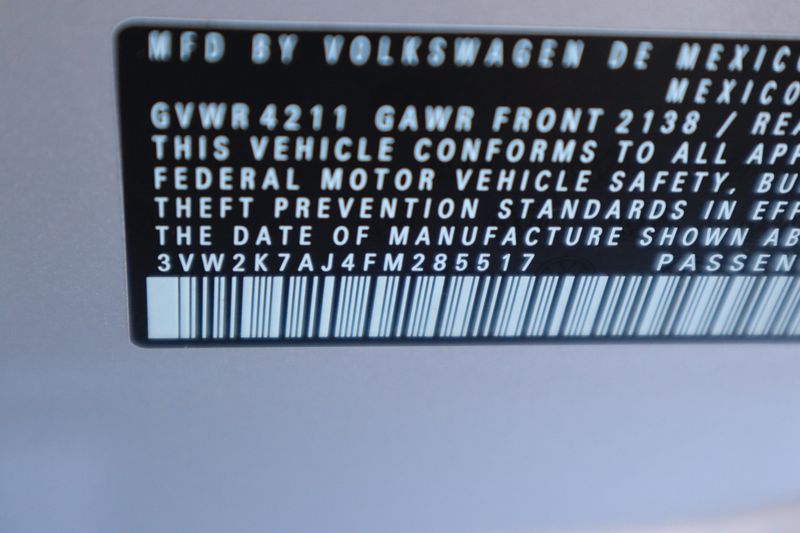 MFD BY VOLKSWAGEN DE MEXICO
MEXICO
GVWR 4211 GAWR FRONT 2138 / REA
THIS VEHICLE CONFORMS TO ALL APP
FEDERAL MOTOR VEHICLE SAFETY, BU
THEFT PREVENTION STANDARDS IN EFF
THE DATE OF MANUFACTURE SHOWN AB
3VW2K7AJ4FM285517 PASSEN